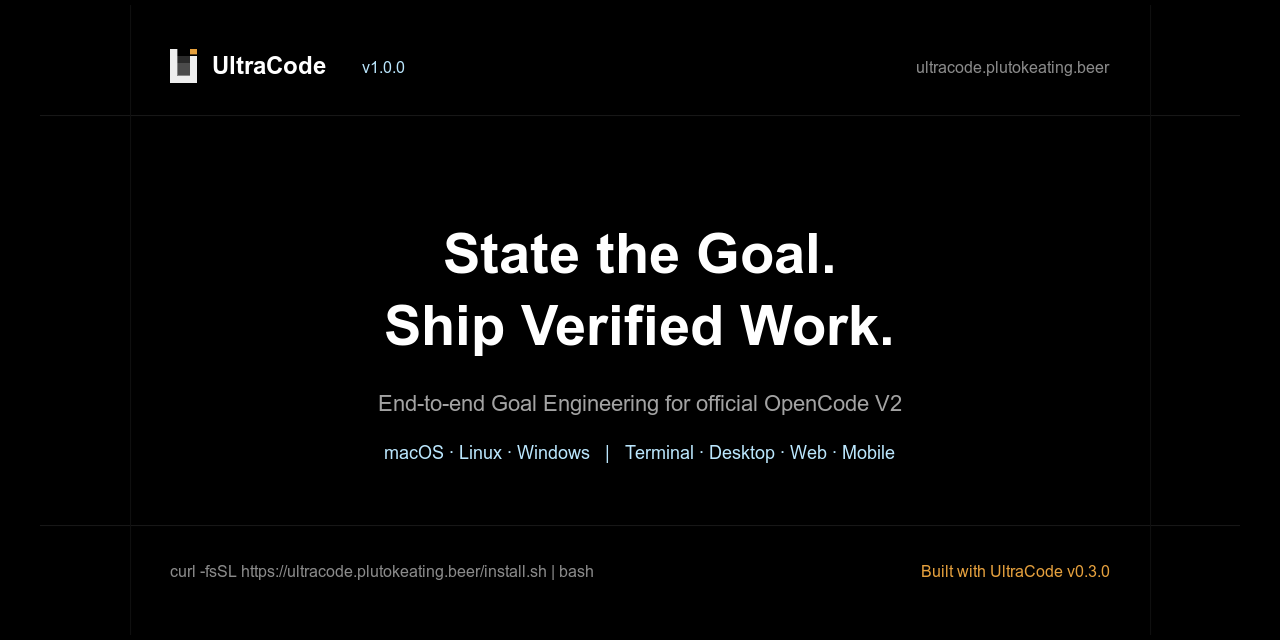 UltraCode v1.0.0 ultracode.plutokeating.beer
State the Goal.
Ship Verified Work.
End-to-end Goal Engineering for official OpenCode V2
macOS · Linux · Windows | Terminal · Desktop · Web · Mobile
curl -fsSL https://ultracode.plutokeating.beer/install.sh | bash Built with UltraCode v0.3.0